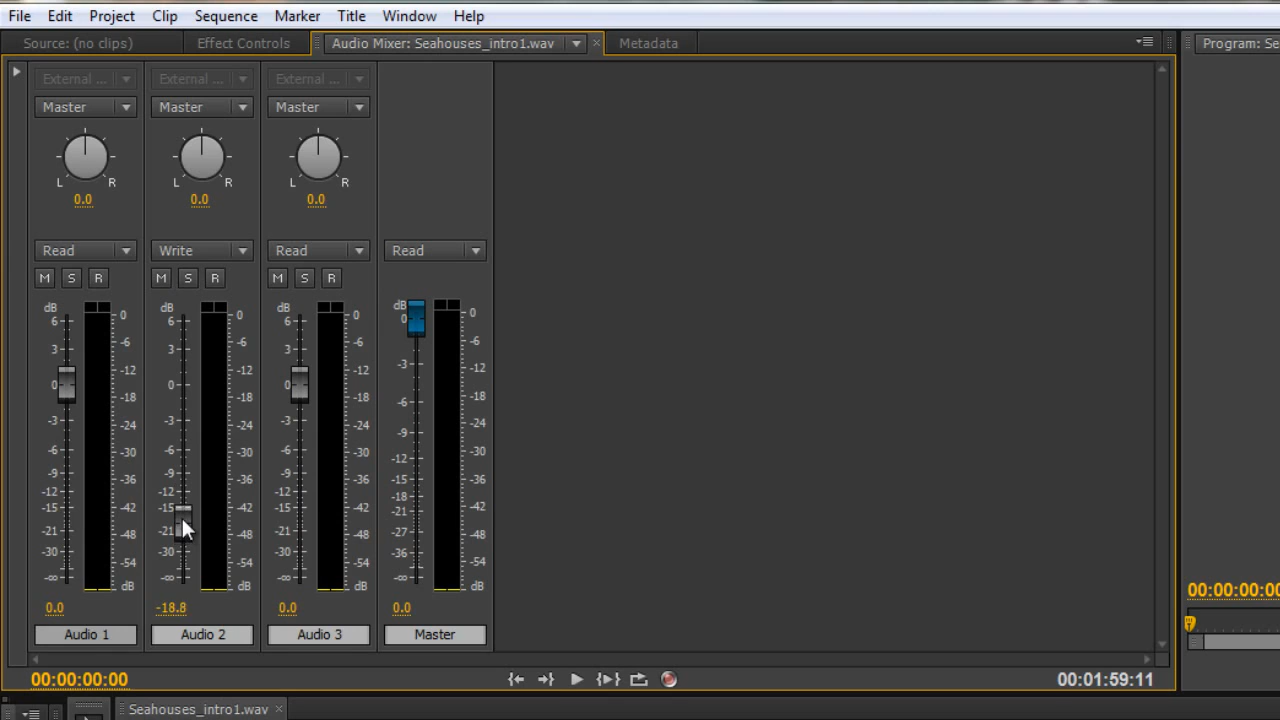 File Edit Project Clip Sequence Marker Title Window Help
Source: (no clips) Effect Controls Audio Mixer: Seahouses_intro1.wav × Metadata Program: Se
External ... External ... External ...
Master Master Master
L R L R L R
0.0 0.0 0.0
Read Write Read Read
M S R M S R M S R
dB 0 dB 0 dB 0 dB 0
6 6 6 0
-6 -6 -6 -6
3 3 3 -3
-12 -12 -12 -12
0 0 0 -6
-18 -18 -18 -18
-3 -3 -3 -9
-24 -24 -24 -24
-6 -6 -6 -12
-30 -30 -30 -30
-9 -9 -9 -15
-36 -36 -36 -36
-12 -12 -12 -18
-15 -42 -15 -42 -15 -42 -21 -42
-21 -48 -21 -48 -21 -48 -27 -48
-30 -54 -30 -54 -30 -54 -36 -54
-∞ dB -∞ dB -∞ dB -∞ dB
0.0 -18.8 0.0 0.0
Audio 1 Audio 2 Audio 3 Master
00:00:00:00 00:01:59:11
00:00:00:00
Seahouses_intro1.wav ×